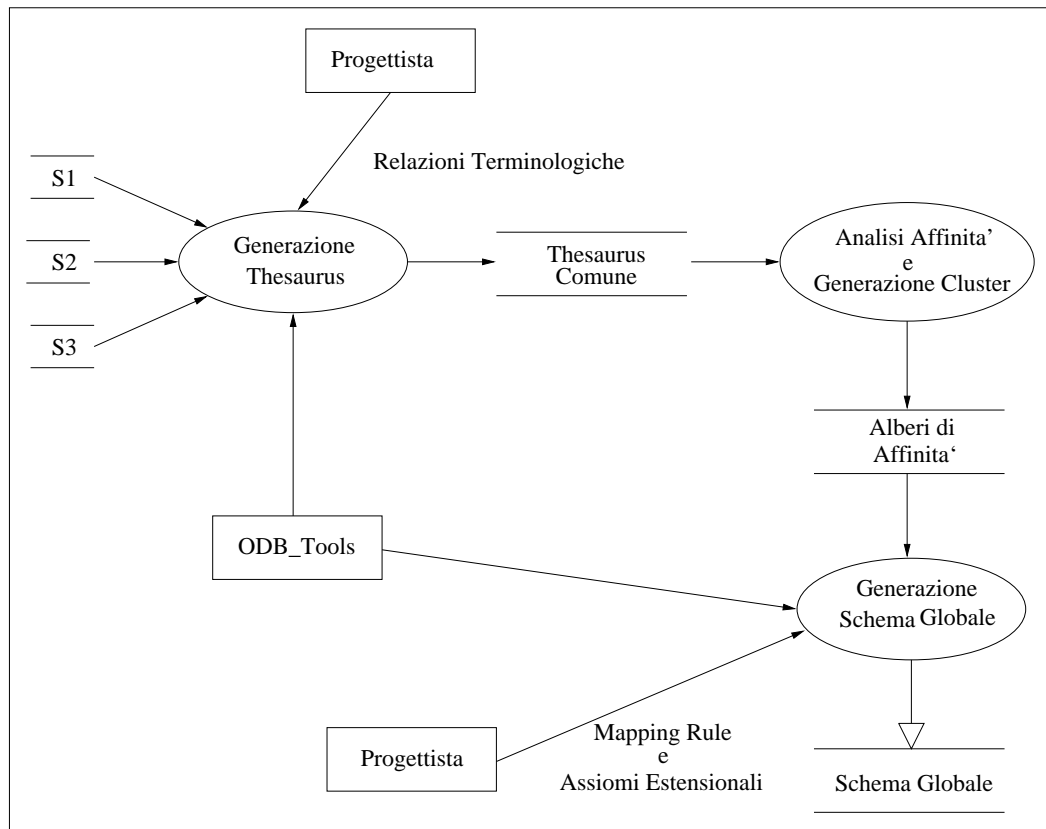 Progettista
Relazioni Terminologiche
S1
S2
S3
Generazione
Thesaurus
Thesaurus
Comune
Analisi Affinita’
e
Generazione Cluster
Alberi di
Affinita‘
ODB_Tools
Generazione
Schema Globale
Progettista
Mapping Rule
e
Assiomi Estensionali
Schema Globale